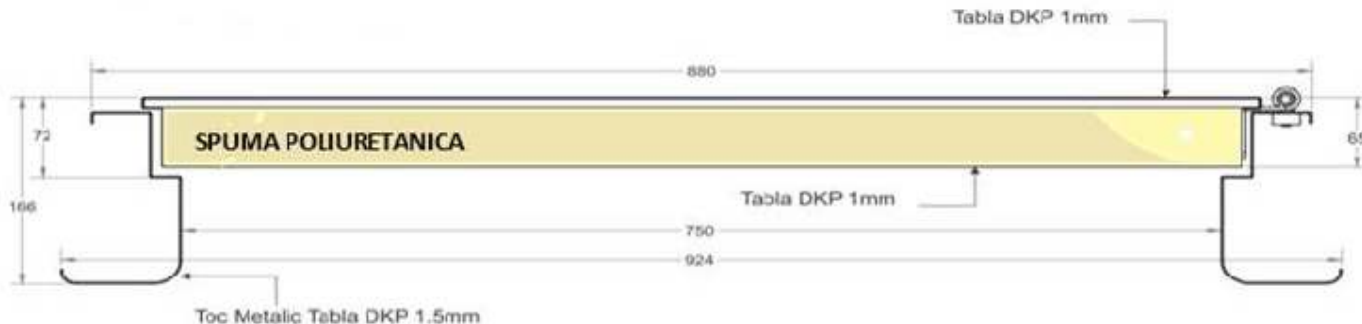 Tabla DKP 1mm
880
72
SPUMA POLIURETANICA
65
Tabla DKP 1mm
166
750
924
Toc Metalic Tabla DKP 1.5mm